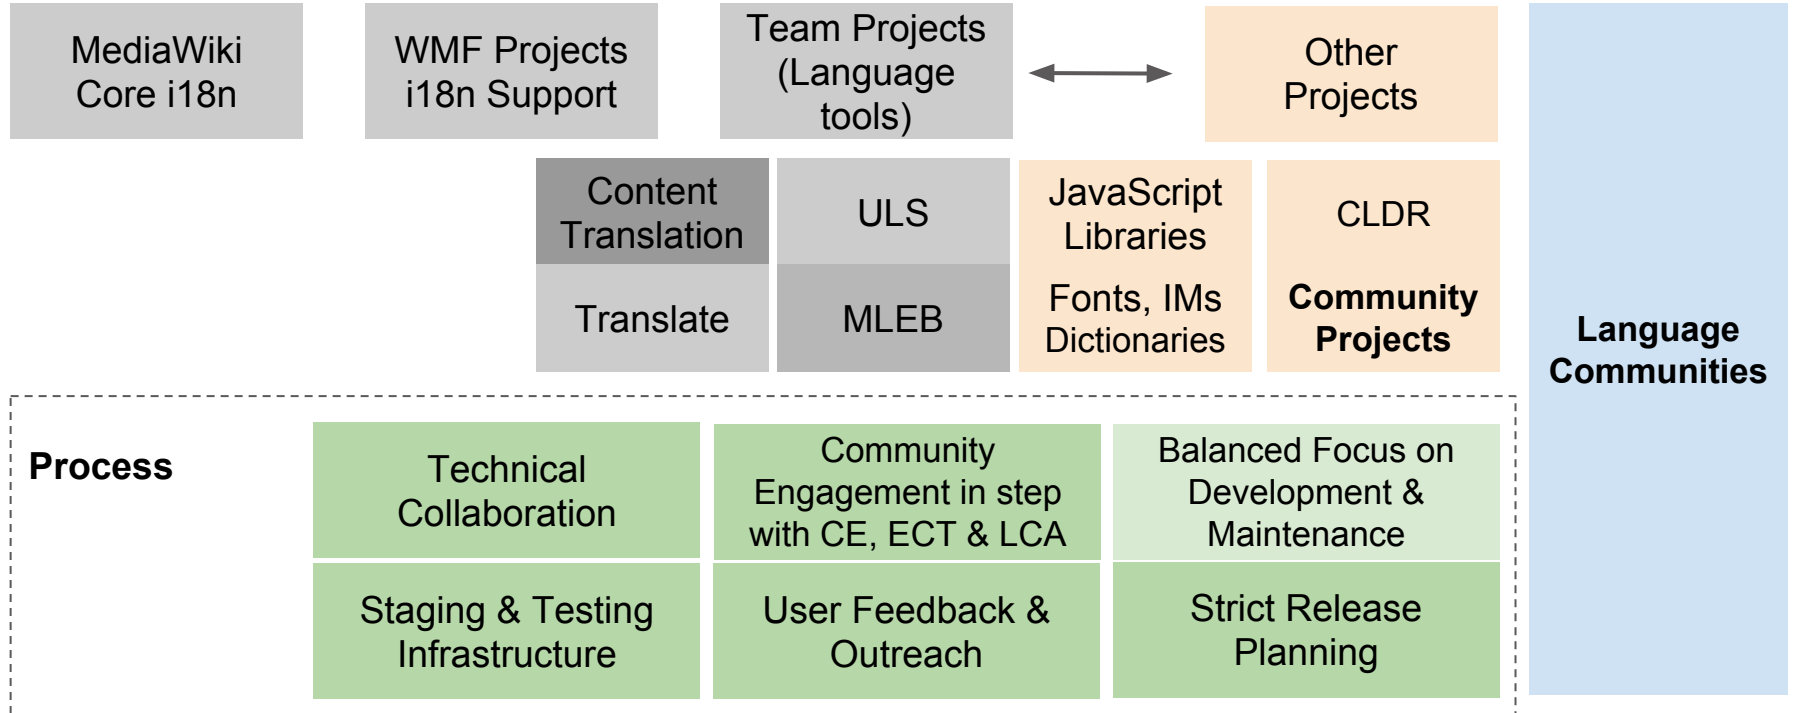 MediaWiki
Core i18n
WMF Projects
i18n Support
Team Projects
(Language
tools)
Other
Projects
Content
Translation
ULS
JavaScript
Libraries
CLDR
Translate
MLEB
Fonts, IMs
Dictionaries
Community
Projects
Language
Communities
Process
Technical
Collaboration
Community
Engagement in step
with CE, ECT & LCA
Balanced Focus on
Development &
Maintenance
Staging & Testing
Infrastructure
User Feedback &
Outreach
Strict Release
Planning